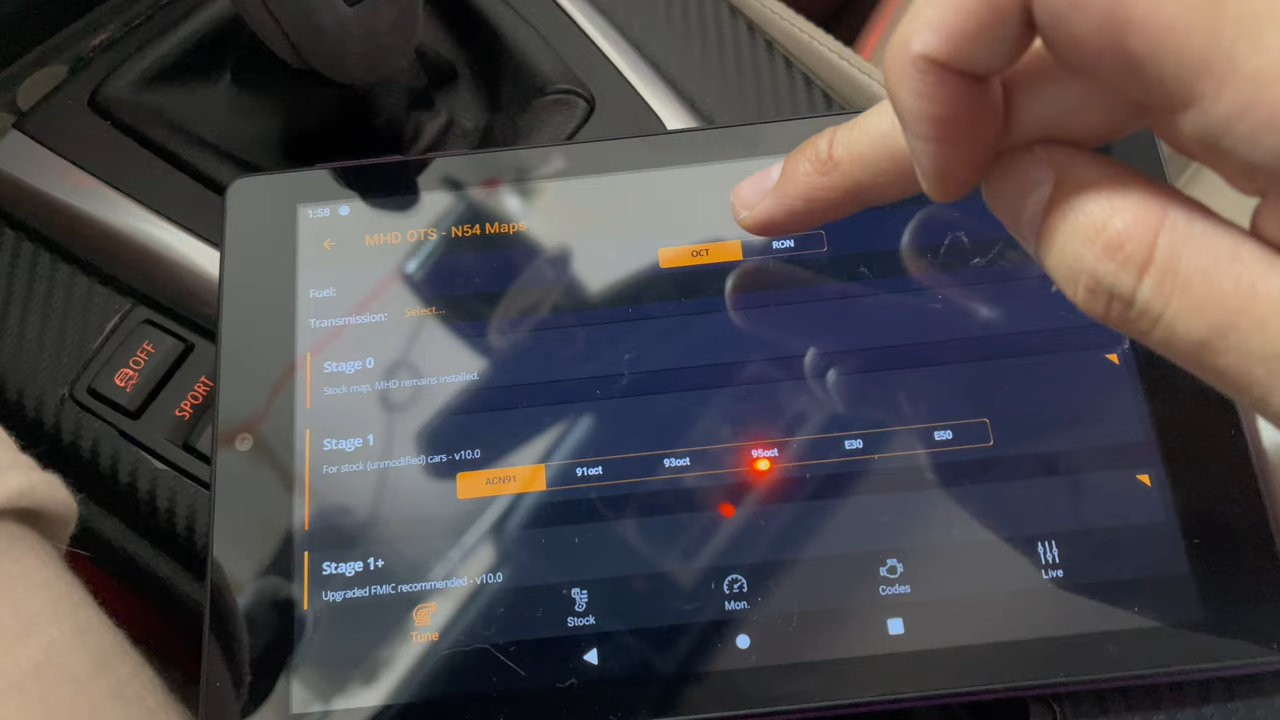 1:58
MHD OTS - N54 Maps
OCT RON
Fuel:
Transmission: Select...
Stage 0
Stock map, MHD remains installed.
Stage 1
For stock (unmodified) cars - v10.0
ACN91 91oct 93oct 95oct E30 E50
Stage 1+
Upgraded FMIC recommended - v10.0
Tune Stock Mon. Codes Live
OFF
SPORT